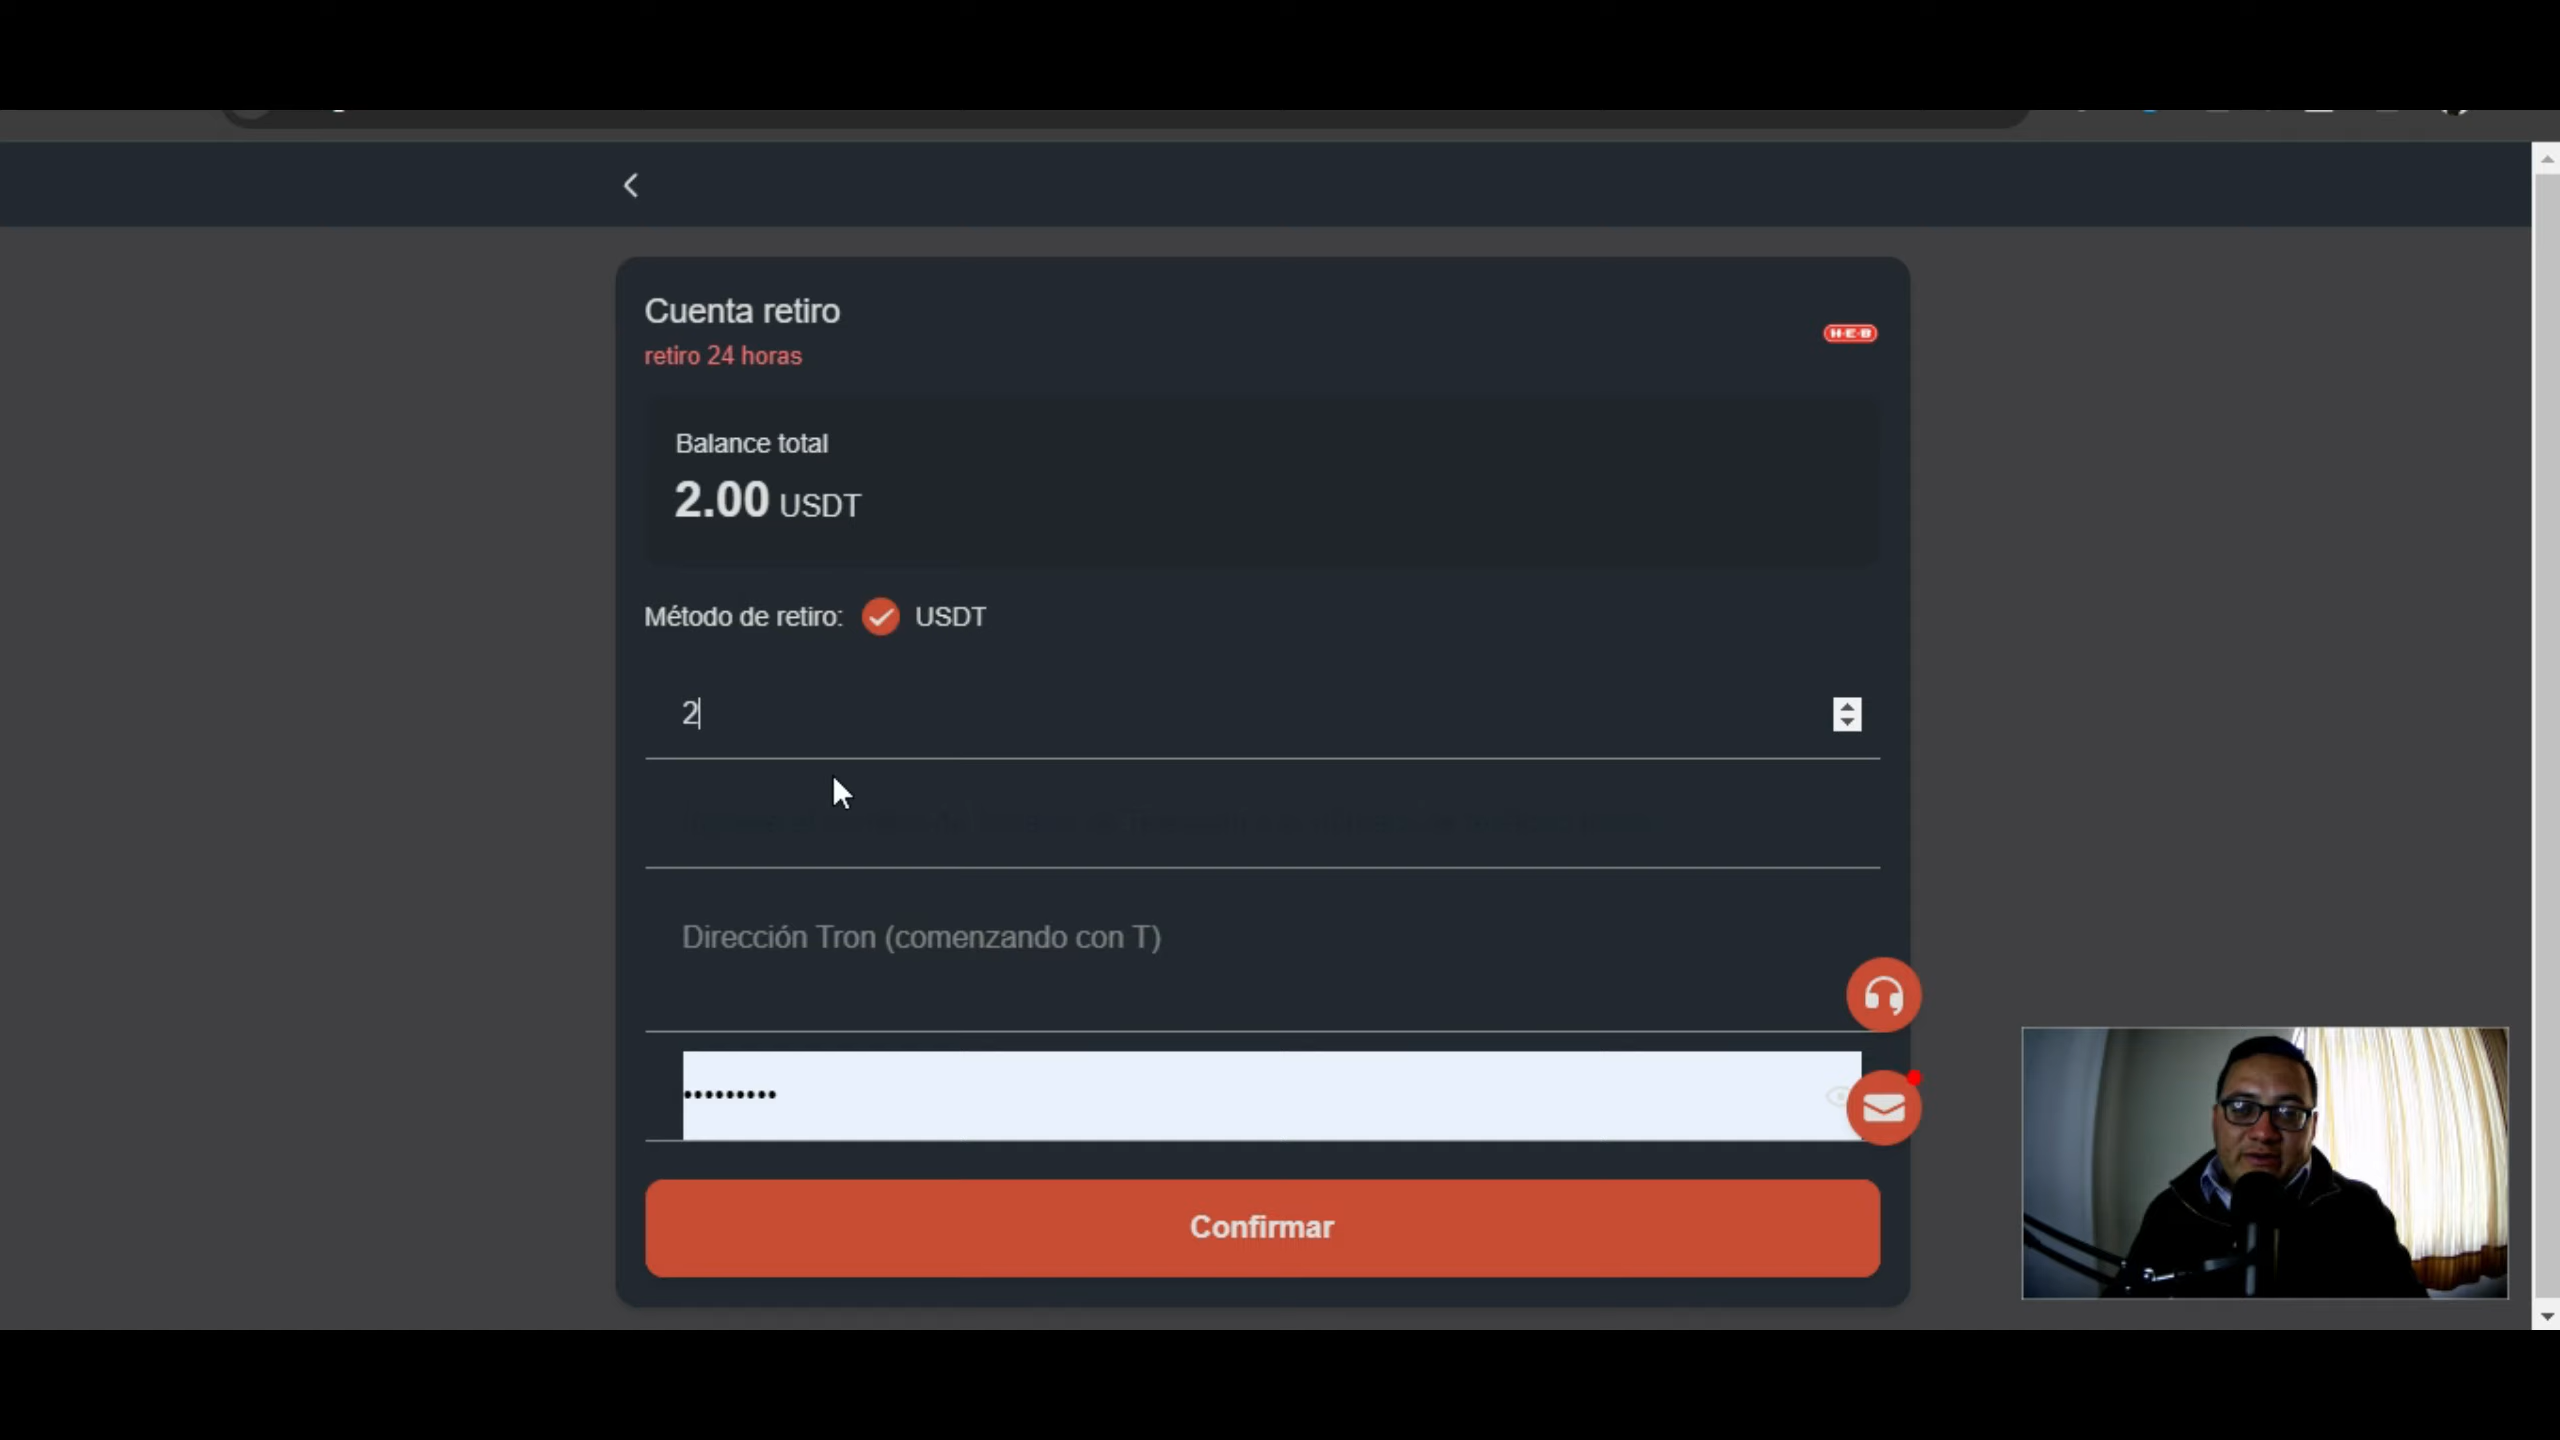 Cuenta retiro
retiro 24 horas
H-E-B
Balance total
2.00 USDT
Método de retiro: USDT
2
Dirección Tron (comenzando con T)
•••••••••
Confirmar